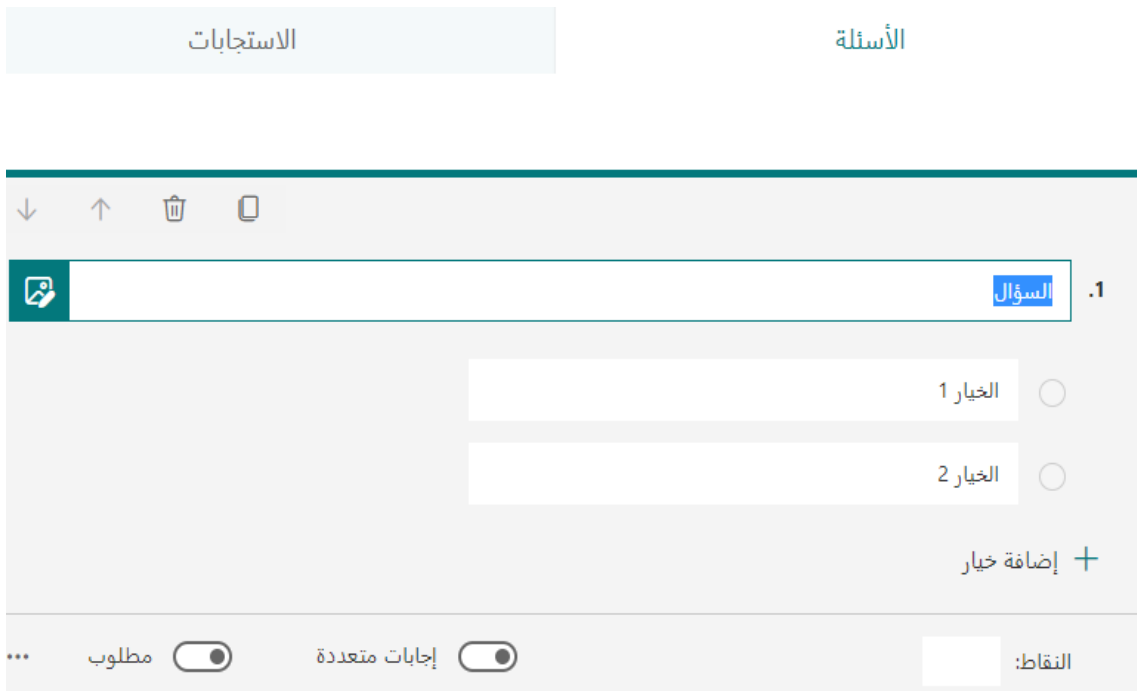 الأسئلة
الاستجابات
1.
السؤال
الخيار 1
الخيار 2
إضافة خيار
النقاط:
إجابات متعددة
مطلوب